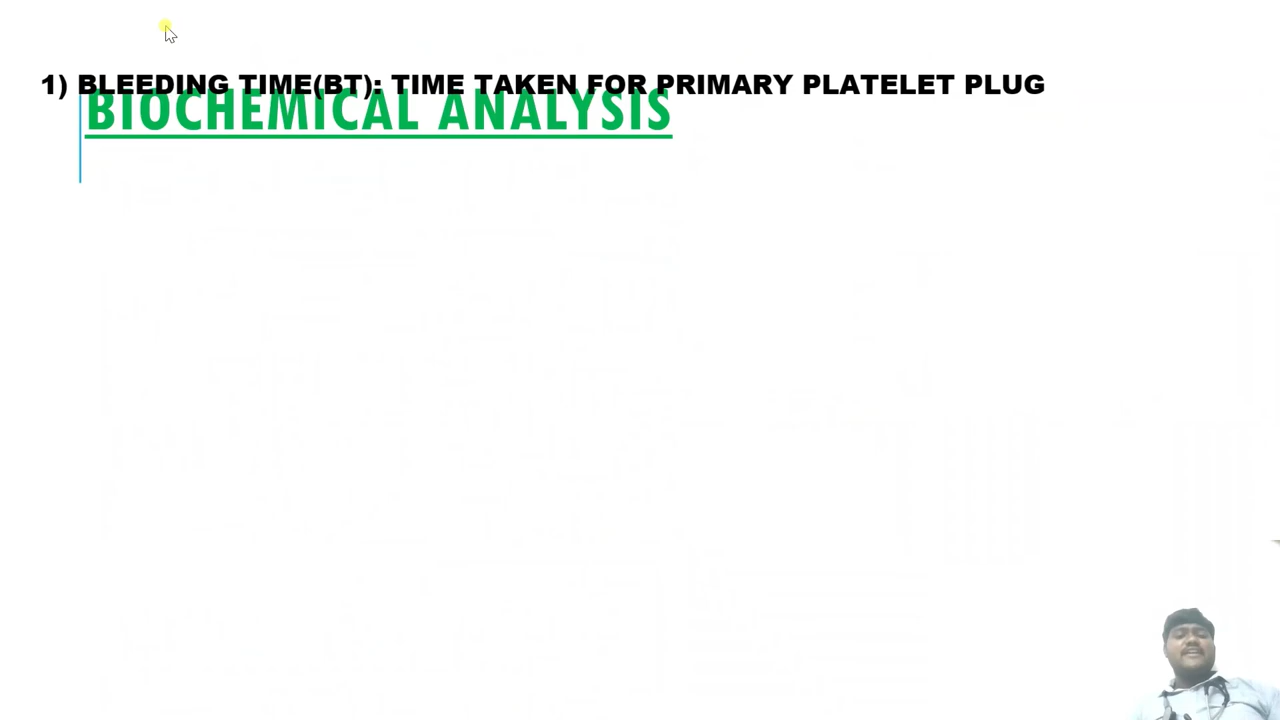 1) BLEEDING TIME(BT): TIME TAKEN FOR PRIMARY PLATELET PLUG
BIOCHEMICAL ANALYSIS